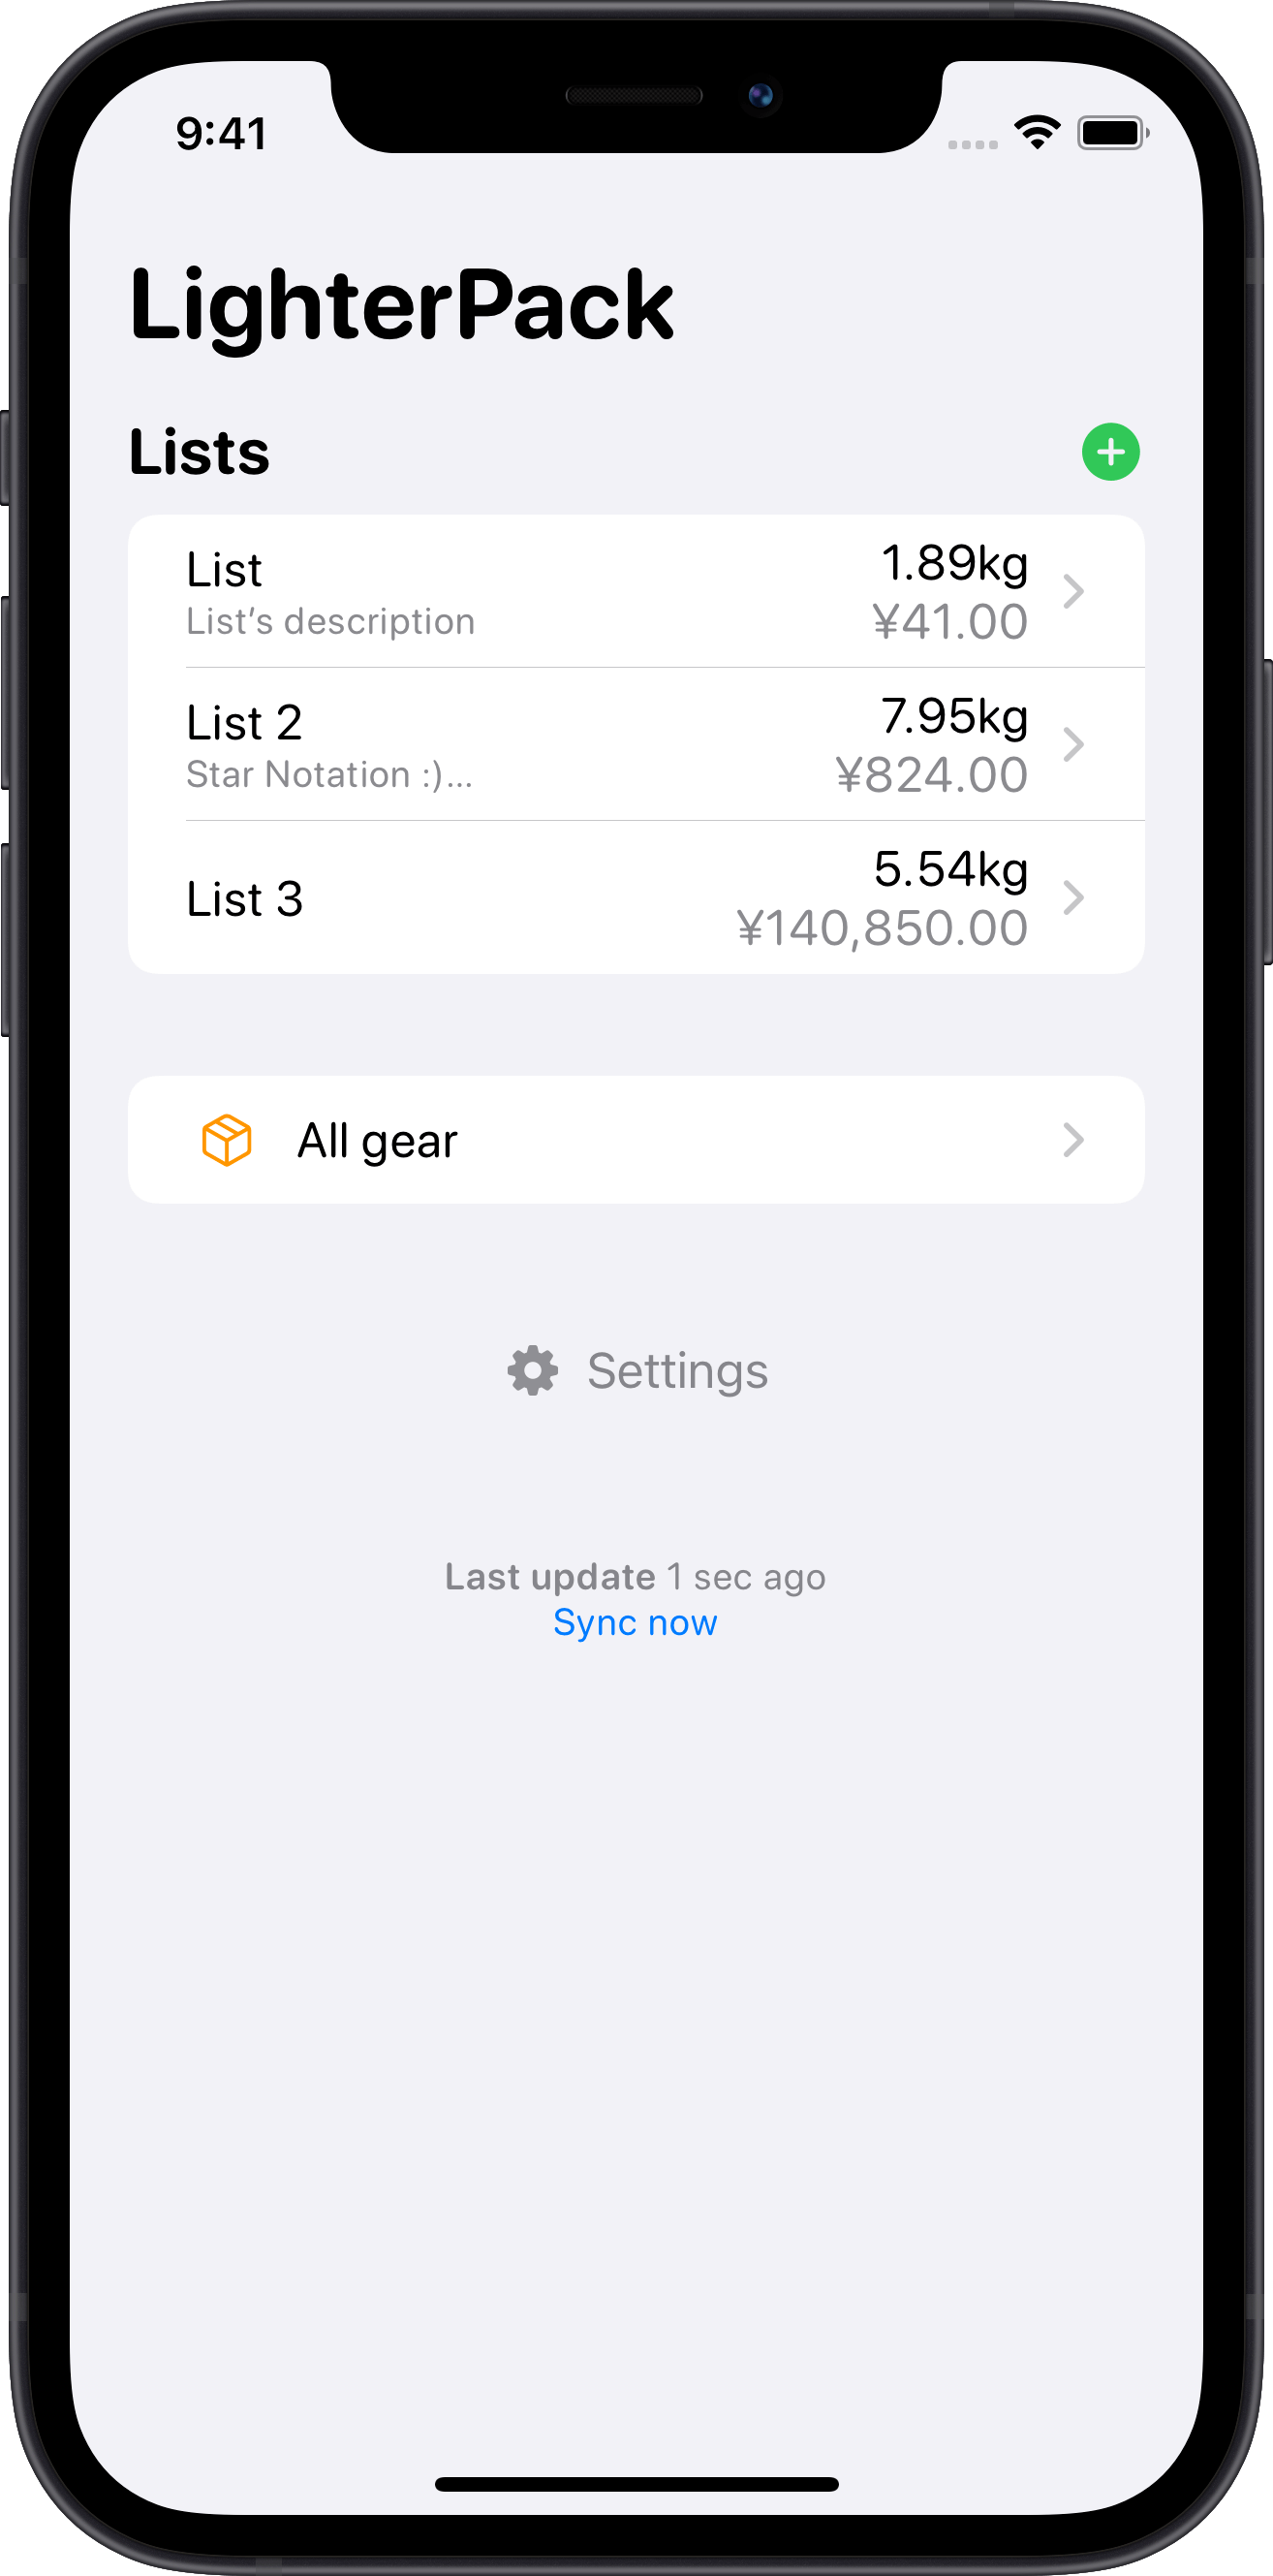 9:41
LighterPack
Lists
List
List’s description
1.89kg
¥41.00
List 2
Star Notation :)...
7.95kg
¥824.00
List 3
5.54kg
¥140,850.00
All gear
Settings
Last update 1 sec ago
Sync now